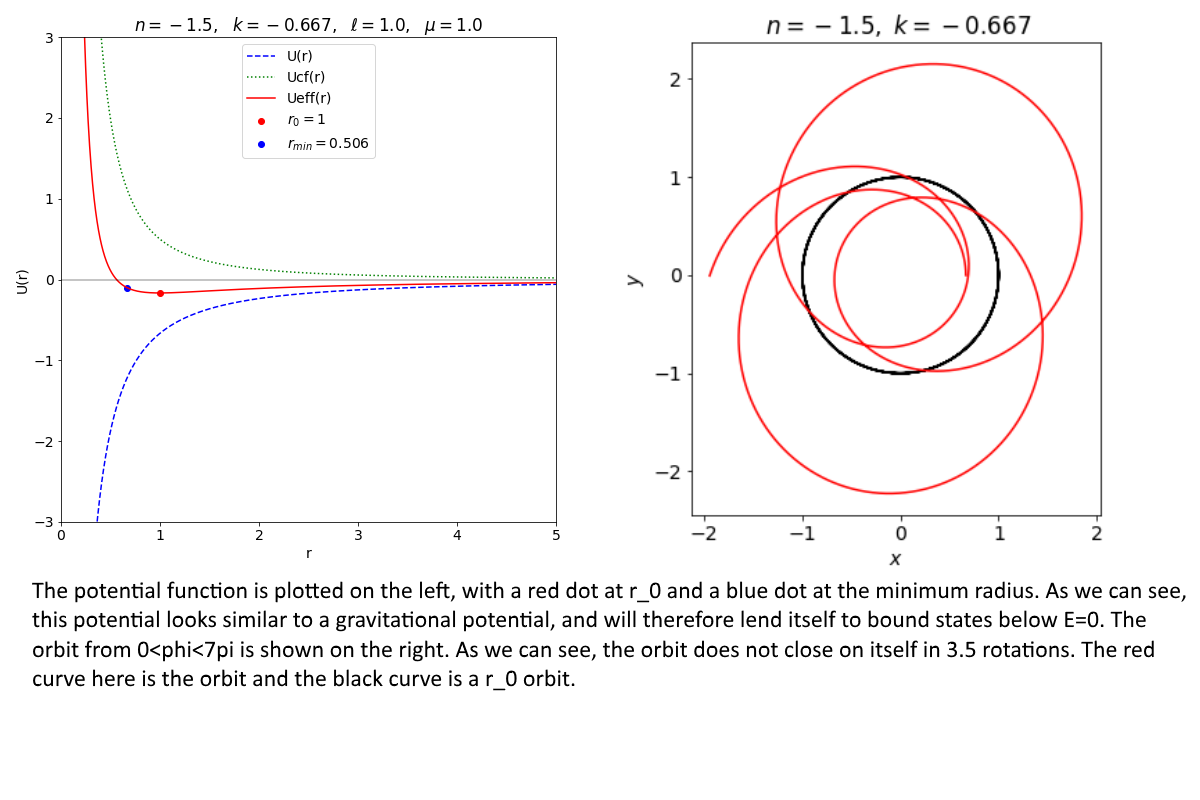 n = −1.5, k = −0.667, ℓ = 1.0, μ = 1.0
3
2
1
0
−1
−2
−3
U(r)
0 1 2 3 4 5
r
U(r)
Ucf(r)
Ueff(r)
r₀ = 1
rₘᵢₙ = 0.506
n = −1.5, k = −0.667
2
1
0
−1
−2
y
−2 −1 0 1 2
x
The potential function is plotted on the left, with a red dot at r_0 and a blue dot at the minimum radius. As we can see,
this potential looks similar to a gravitational potential, and will therefore lend itself to bound states below E=0. The
orbit from 0<phi<7pi is shown on the right. As we can see, the orbit does not close on itself in 3.5 rotations. The red
curve here is the orbit and the black curve is a r_0 orbit.